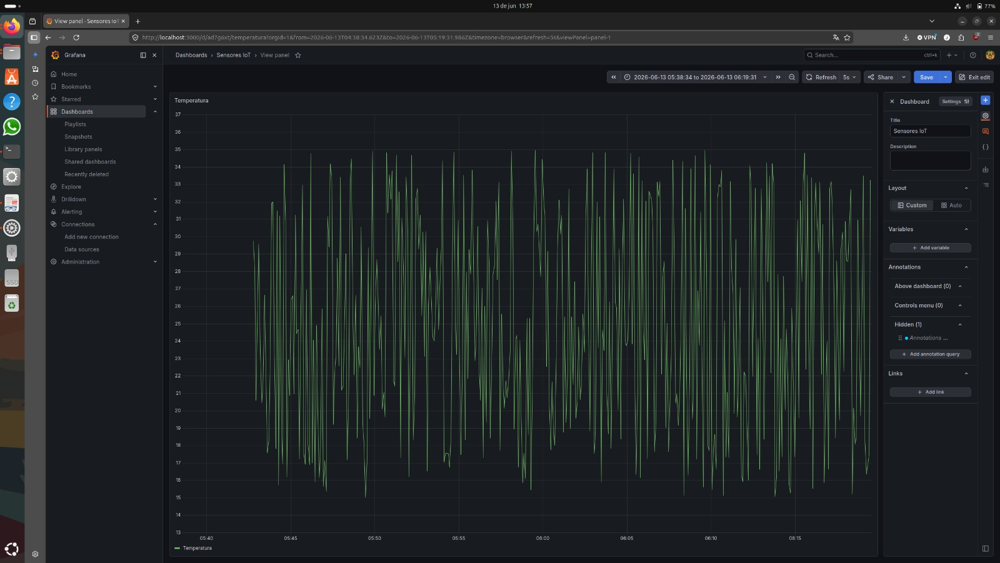 13 de jun 13:57
77%
View panel - Sensores IoT
http://localhost:3000/d/ad7g6xt/temperatura?orgId=1&from=2026-06-13T04:38:34.623Z&to=2026-06-13T05:19:31.986Z&timezone=browser&refresh=5s&viewPanel=panel-1
VPN
Grafana
Dashboards › Sensores IoT › View panel
Search...
ctrl+k
Home
Bookmarks
Starred
Dashboards
Playlists
Snapshots
Library panels
Shared dashboards
Recently deleted
Explore
Drilldown
Alerting
Connections
Add new connection
Data sources
Administration
2026-06-13 05:38:34 to 2026-06-13 06:19:31
Refresh
5s
Share
Save
Exit edit
Temperatura
37
36
35
34
33
32
31
30
29
28
27
26
25
24
23
22
21
20
19
18
17
16
15
14
13
05:40
05:45
05:50
05:55
06:00
06:05
06:10
06:15
Temperatura
Dashboard
Settings
Title
Sensores IoT
Description
Layout
Custom
Auto
Variables
+ Add variable
Annotations
Above dashboard (0)
Controls menu (0)
Hidden (1)
Annotations ...
+ Add annotation query
Links
+ Add link
SSD